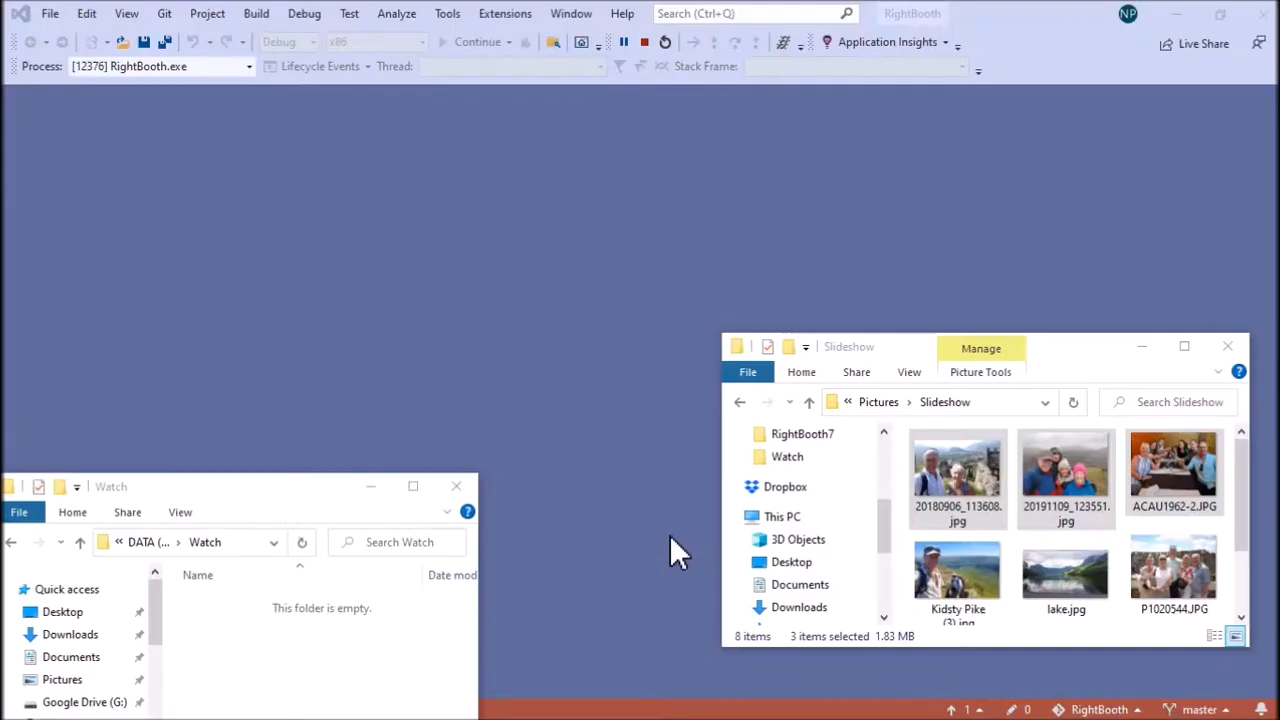 File Edit View Git Project Build Debug Test Analyze Tools Extensions Window Help Search (Ctrl+Q) RightBooth NP
Debug x86 Continue Application Insights Live Share
Process: [12376] RightBooth.exe Lifecycle Events Thread: Stack Frame:
Slideshow Manage
File Home Share View Picture Tools
« Pictures > Slideshow Search Slideshow
RightBooth7
Watch
Dropbox
This PC
3D Objects
Desktop
Documents
Downloads
20180906_113608.
jpg
20191109_123551.
jpg
ACAU1962-2.JPG
Kidsty Pike
(3).jpg
lake.jpg
P1020544.JPG
8 items 3 items selected 1.83 MB
Watch
File Home Share View
« DATA (... > Watch Search Watch
Name Date mod
Quick access
This folder is empty.
Desktop
Downloads
Documents
Pictures
Google Drive (G:)
1 0 RightBooth master